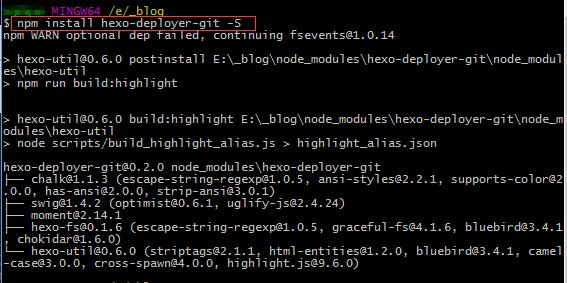 MINGW64 /e/_blog
$ npm install hexo-deployer-git -S
npm WARN optional dep failed, continuing fsevents@1.0.14
> hexo-util@0.6.0 postinstall E:\_blog\node_modules\hexo-deployer-git\node_modul
es\hexo-util
> npm run build:highlight
> hexo-util@0.6.0 build:highlight E:\_blog\node_modules\hexo-deployer-git\node_m
odules\hexo-util
> node scripts/build_highlight_alias.js > highlight_alias.json
hexo-deployer-git@0.2.0 node_modules\hexo-deployer-git
├── chalk@1.1.3 (escape-string-regexp@1.0.5, ansi-styles@2.2.1, supports-color@2
.0.0, has-ansi@2.0.0, strip-ansi@3.0.1)
├── swig@1.4.2 (optimist@0.6.1, uglify-js@2.4.24)
├── moment@2.14.1
├── hexo-fs@0.1.6 (escape-string-regexp@1.0.5, graceful-fs@4.1.6, bluebird@3.4.1
, chokidar@1.6.0)
└── hexo-util@0.6.0 (striptags@2.1.1, html-entities@1.2.0, bluebird@3.4.1, camel
-case@3.0.0, cross-spawn@4.0.0, highlight.js@9.6.0)